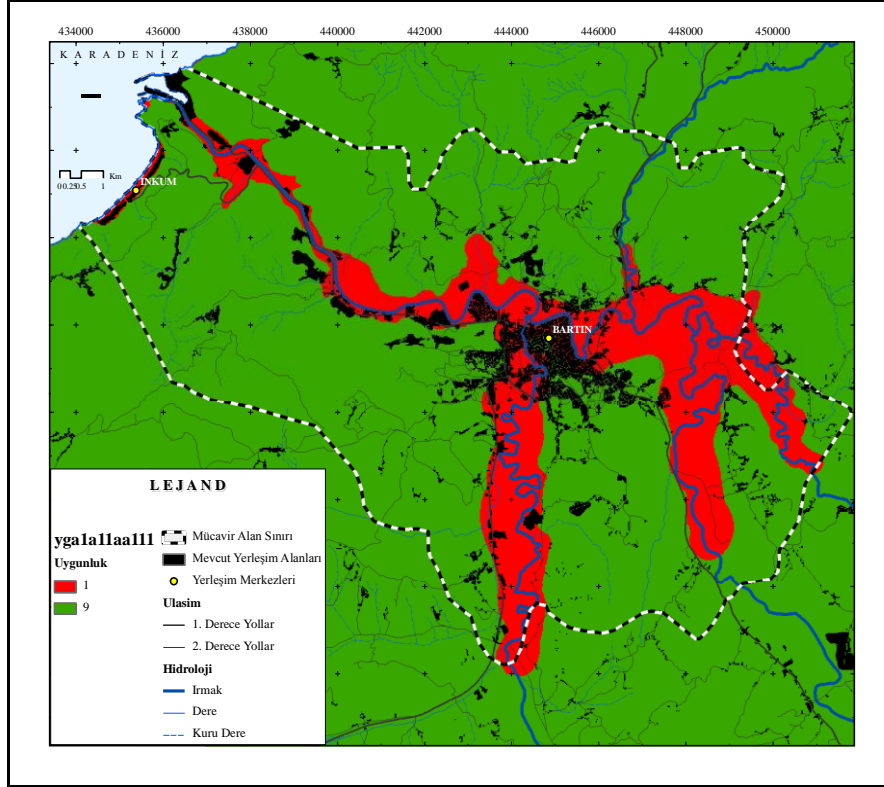 434000 436000 438000 440000 442000 444000 446000 448000 450000
K A R A D E N İ Z
Km
0 0.25 0.5 1
INKUM
BARTIN
L E J A N D
yga1a11aa111
Uygunluk
1
9
Mücavir Alan Sınırı
Mevcut Yerleşim Alanları
Yerleşim Merkezleri
Ulasim
1. Derece Yollar
2. Derece Yollar
Hidroloji
Irmak
Dere
Kuru Dere